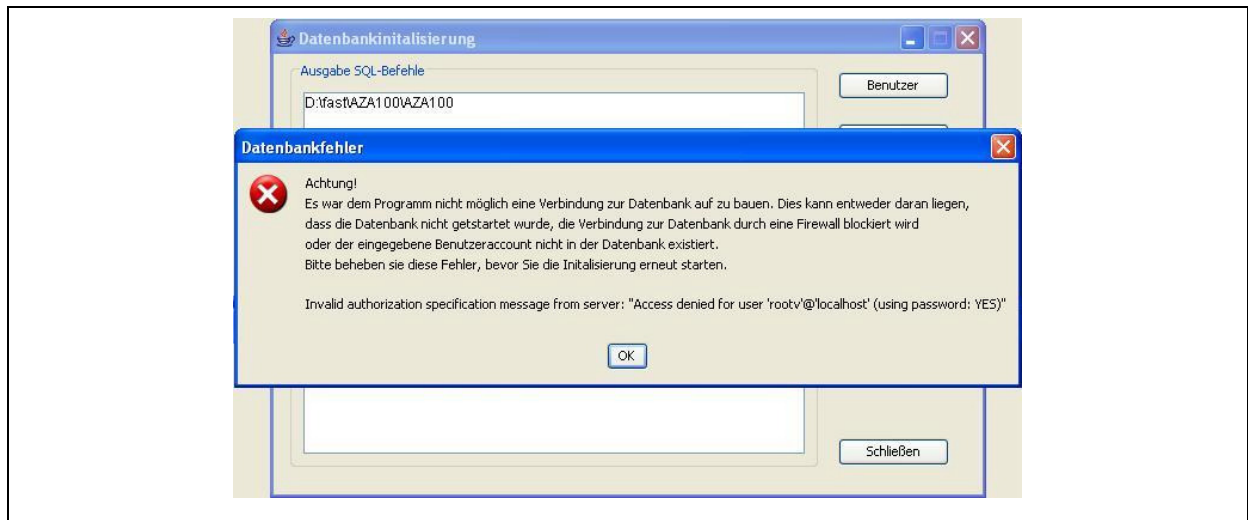 Datenbankinitalisierung
Ausgabe SQL-Befehle
Benutzer
D:\fast\AZA100\AZA100
Datenbankfehler
Achtung!
Es war dem Programm nicht möglich eine Verbindung zur Datenbank auf zu bauen. Dies kann entweder daran liegen,
dass die Datenbank nicht getstartet wurde, die Verbindung zur Datenbank durch eine Firewall blockiert wird
oder der eingegebene Benutzeraccount nicht in der Datenbank existiert.
Bitte beheben sie diese Fehler, bevor Sie die Initalisierung erneut starten.
Invalid authorization specification message from server: "Access denied for user 'rootv'@'localhost' (using password: YES)"
OK
Schließen